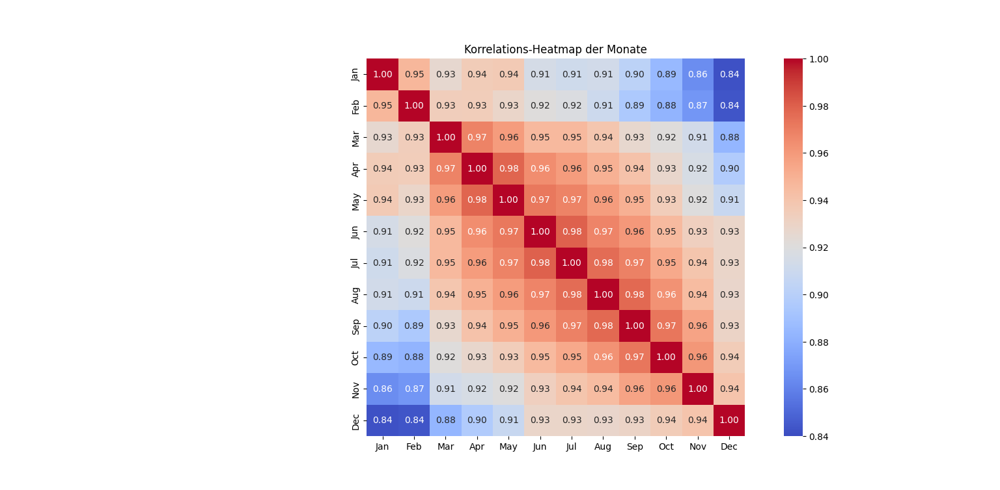 Korrelations-Heatmap der Monate
Jan 1.00 0.95 0.93 0.94 0.94 0.91 0.91 0.91 0.90 0.89 0.86 0.84
Feb 0.95 1.00 0.93 0.93 0.93 0.92 0.92 0.91 0.89 0.88 0.87 0.84
Mar 0.93 0.93 1.00 0.97 0.96 0.95 0.95 0.94 0.93 0.92 0.91 0.88
Apr 0.94 0.93 0.97 1.00 0.98 0.96 0.96 0.95 0.94 0.93 0.92 0.90
May 0.94 0.93 0.96 0.98 1.00 0.97 0.97 0.96 0.95 0.93 0.92 0.91
Jun 0.91 0.92 0.95 0.96 0.97 1.00 0.98 0.97 0.96 0.95 0.93 0.93
Jul 0.91 0.92 0.95 0.96 0.97 0.98 1.00 0.98 0.97 0.95 0.94 0.93
Aug 0.91 0.91 0.94 0.95 0.96 0.97 0.98 1.00 0.98 0.96 0.94 0.93
Sep 0.90 0.89 0.93 0.94 0.95 0.96 0.97 0.98 1.00 0.97 0.96 0.93
Oct 0.89 0.88 0.92 0.93 0.93 0.95 0.95 0.96 0.97 1.00 0.96 0.94
Nov 0.86 0.87 0.91 0.92 0.92 0.93 0.94 0.94 0.96 0.96 1.00 0.94
Dec 0.84 0.84 0.88 0.90 0.91 0.93 0.93 0.93 0.93 0.94 0.94 1.00
Jan Feb Mar Apr May Jun Jul Aug Sep Oct Nov Dec
1.00
0.98
0.96
0.94
0.92
0.90
0.88
0.86
0.84